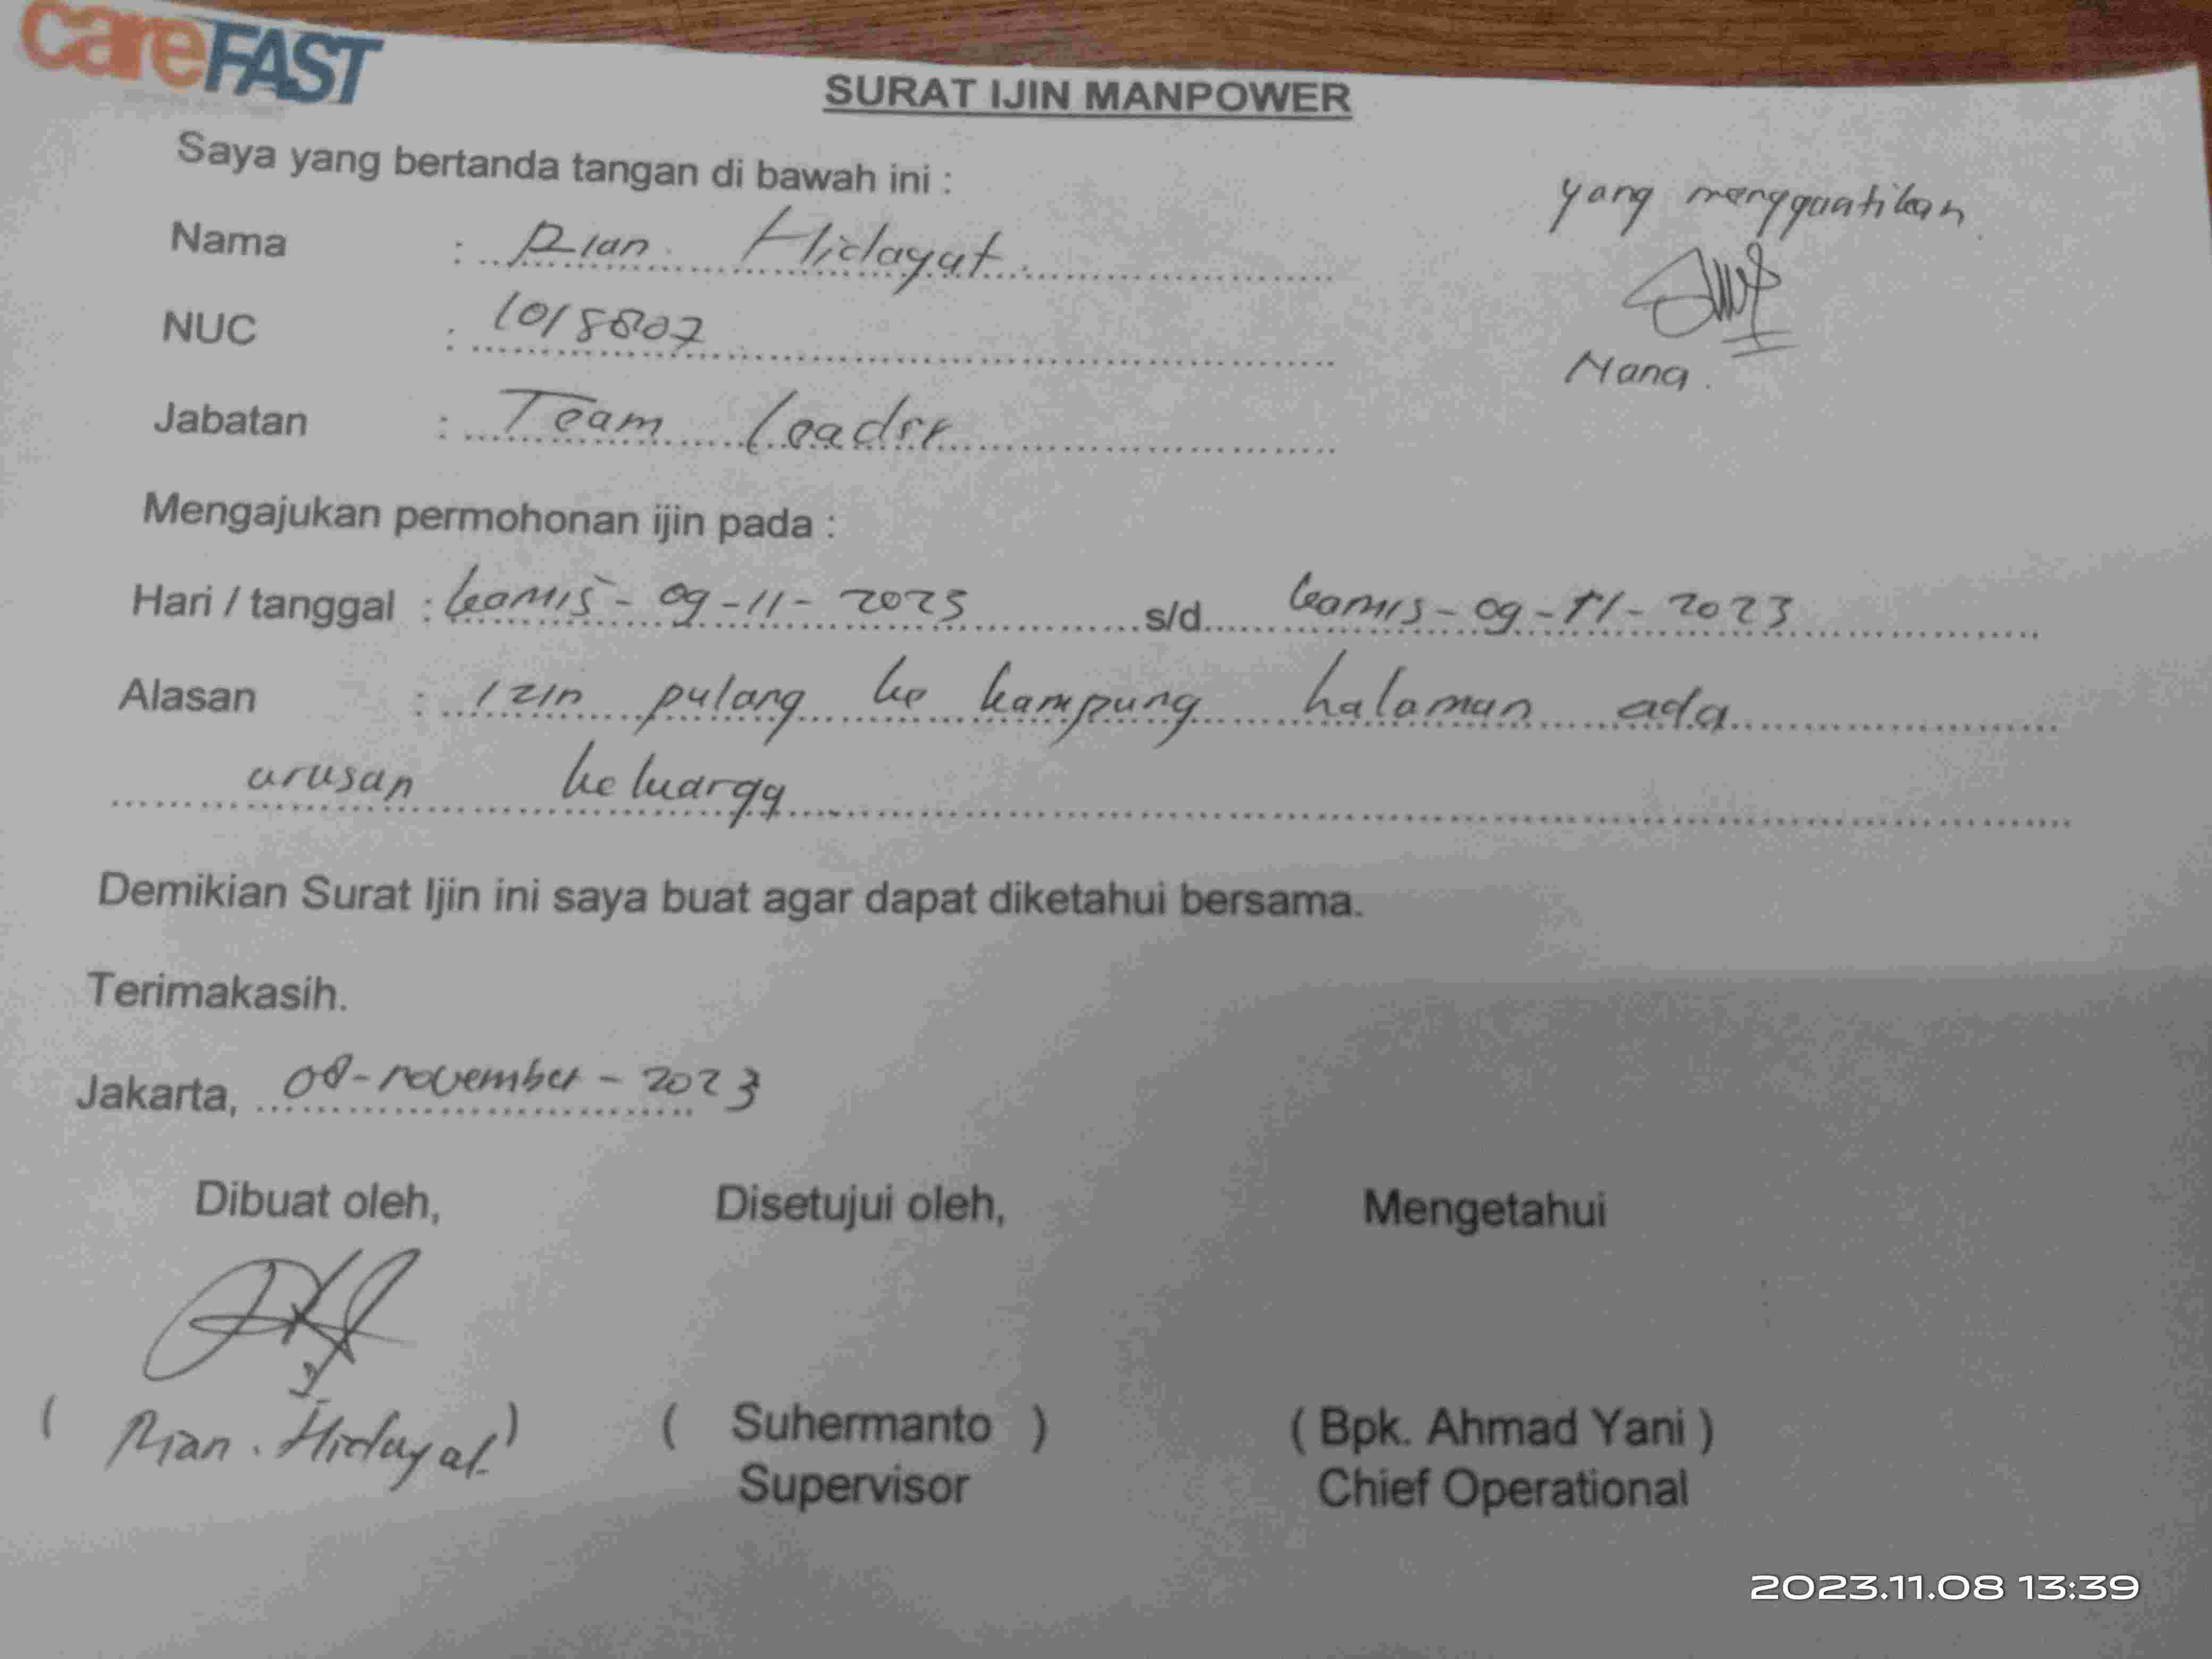 careFAST
SURAT IJIN MANPOWER
Saya yang bertanda tangan di bawah ini :
yang menggantikan
Nama : Rian Hidayat
NUC : 1018807
Nana.
Jabatan : Team Leader
Mengajukan permohonan ijin pada :
Hari / tanggal : kamis - 09 - 11 - 2023 s/d kamis - 09 - 11 - 2023
Alasan : Izin pulang ke kampung halaman ada
urusan keluarga
Demikian Surat Ijin ini saya buat agar dapat diketahui bersama.
Terimakasih.
Jakarta, 08 - november - 2023
Dibuat oleh, Disetujui oleh, Mengetahui
( Rian . Hidayat ) ( Suhermanto ) ( Bpk. Ahmad Yani )
Supervisor Chief Operational
2023.11.08 13:39